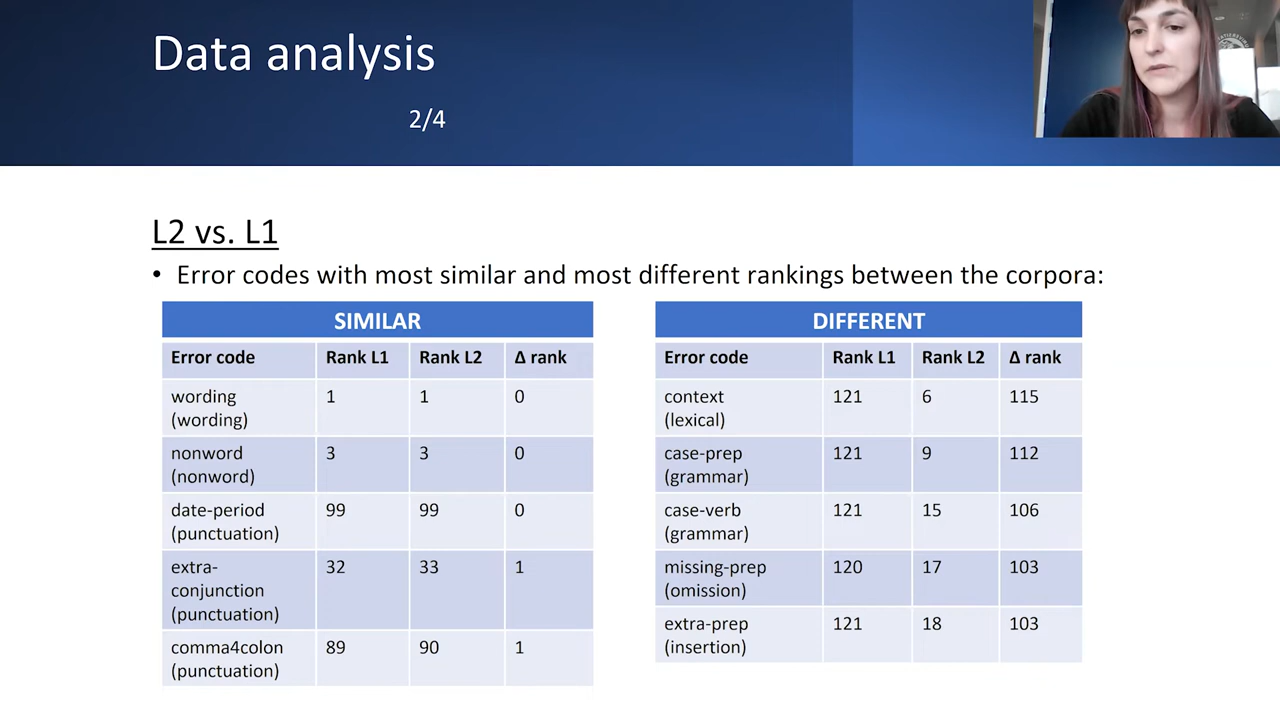 Data analysis
2/4
L2 vs. L1
• Error codes with most similar and most different rankings between the corpora:
SIMILAR
Error code Rank L1 Rank L2 Δ rank
wording 1 1 0
(wording)
nonword 3 3 0
(nonword)
date-period 99 99 0
(punctuation)
extra- 32 33 1
conjunction
(punctuation)
comma4colon 89 90 1
(punctuation)
DIFFERENT
Error code Rank L1 Rank L2 Δ rank
context 121 6 115
(lexical)
case-prep 121 9 112
(grammar)
case-verb 121 15 106
(grammar)
missing-prep 120 17 103
(omission)
extra-prep 121 18 103
(insertion)